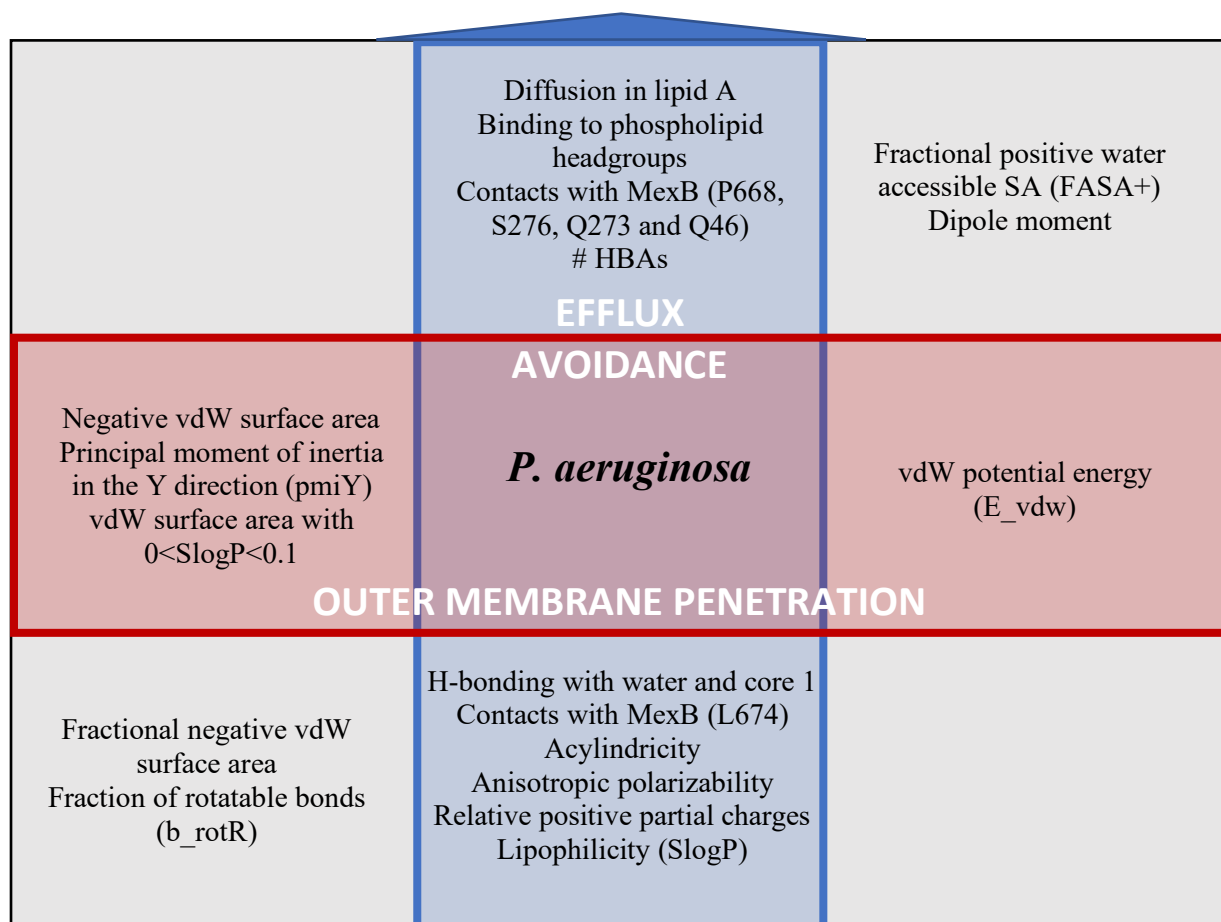 Diffusion in lipid A
Binding to phospholipid
headgroups
Contacts with MexB (P668,
S276, Q273 and Q46)
# HBAs
Fractional positive water
accessible SA (FASA+)
Dipole moment
EFFLUX
AVOIDANCE
Negative vdW surface area
Principal moment of inertia
in the Y direction (pmiY)
vdW surface area with
0<SlogP<0.1
P. aeruginosa
vdW potential energy
(E_vdw)
OUTER MEMBRANE PENETRATION
Fractional negative vdW
surface area
Fraction of rotatable bonds
(b_rotR)
H-bonding with water and core 1
Contacts with MexB (L674)
Acylindricity
Anisotropic polarizability
Relative positive partial charges
Lipophilicity (SlogP)